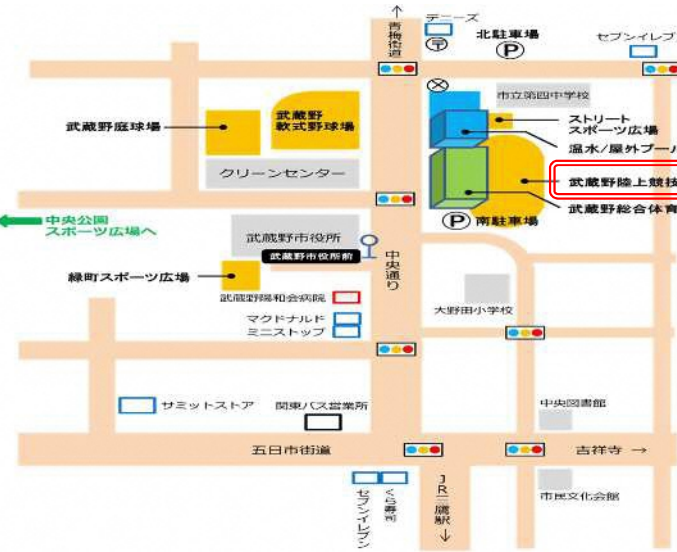 デニーズ
北駐車場
セブンイレブ
↑
青梅街道
〒
P
市立第四中学校
武蔵野庭球場
武蔵野
軟式野球場
ストリート
スポーツ広場
温水/屋外プール
クリーンセンター
武蔵野陸上競技
武蔵野総合体育
P 南駐車場
中央公園
スポーツ広場へ
武蔵野市役所
武蔵野市役所前
中央通り
緑町スポーツ広場
武蔵野陽和会病院
大野田小学校
マクドナルド
ミニストップ
サミットストア
関東バス営業所
中央図書館
五日市街道
吉祥寺 →
セブンイレブン
くら寿司
JR三鷹駅
↓
市民文化会館